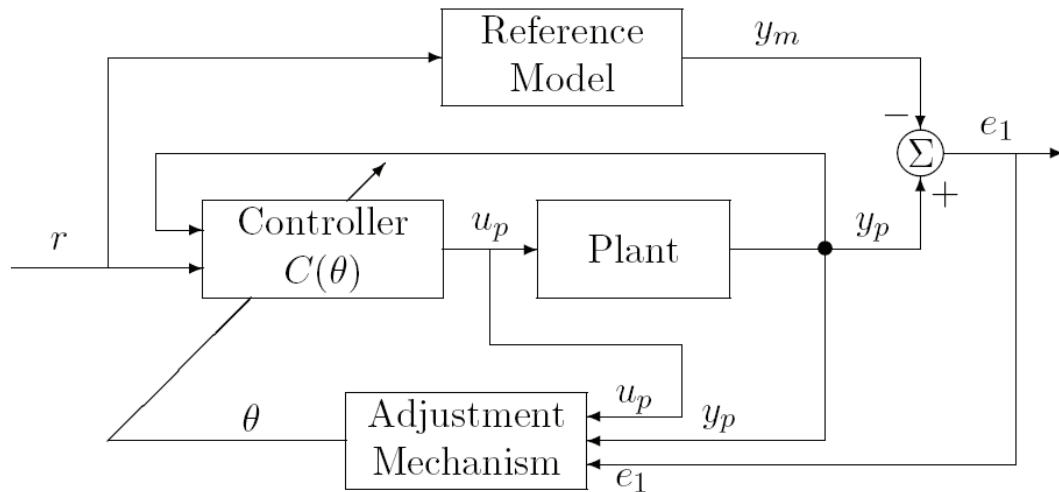 Reference
Model
y_m
−
e_1
Σ
+
r
Controller
C(θ)
u_p
Plant
y_p
θ
Adjustment
Mechanism
u_p
y_p
e_1